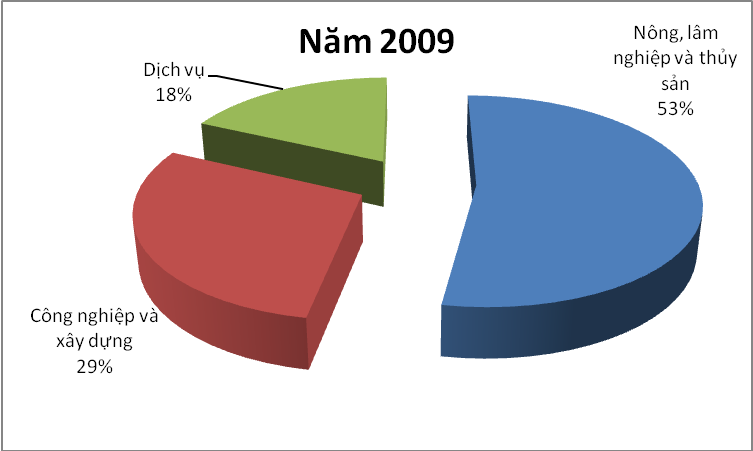 Năm 2009
Dịch vụ
18%
Nông, lâm
nghiệp và thủy
sản
53%
Công nghiệp và
xây dựng
29%